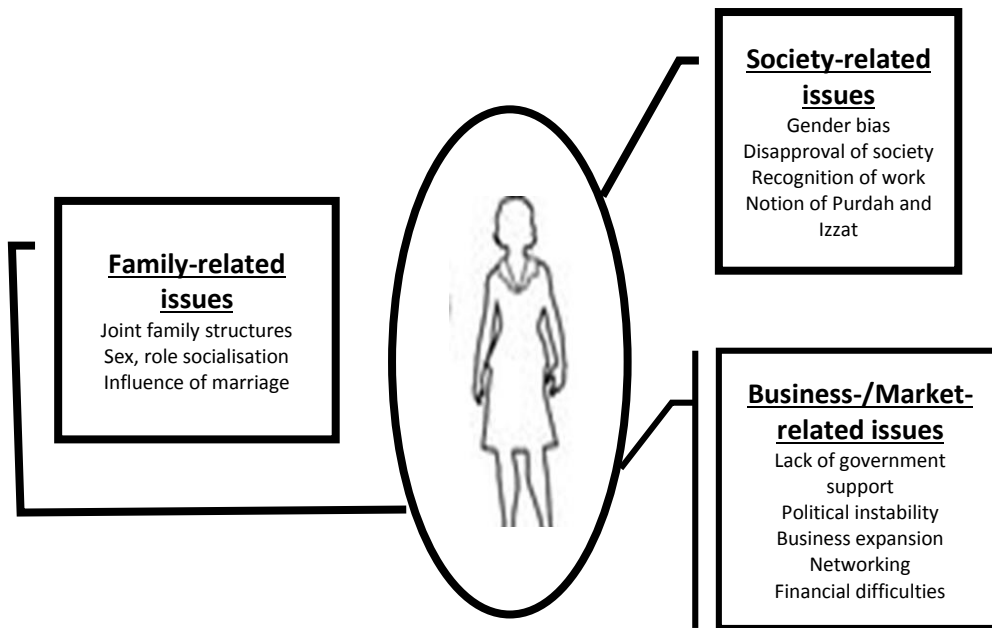 Society-related
issues
Gender bias
Disapproval of society
Recognition of work
Notion of Purdah and
Izzat
Family-related
issues
Joint family structures
Sex, role socialisation
Influence of marriage
Business-/Market-
related issues
Lack of government
support
Political instability
Business expansion
Networking
Financial difficulties